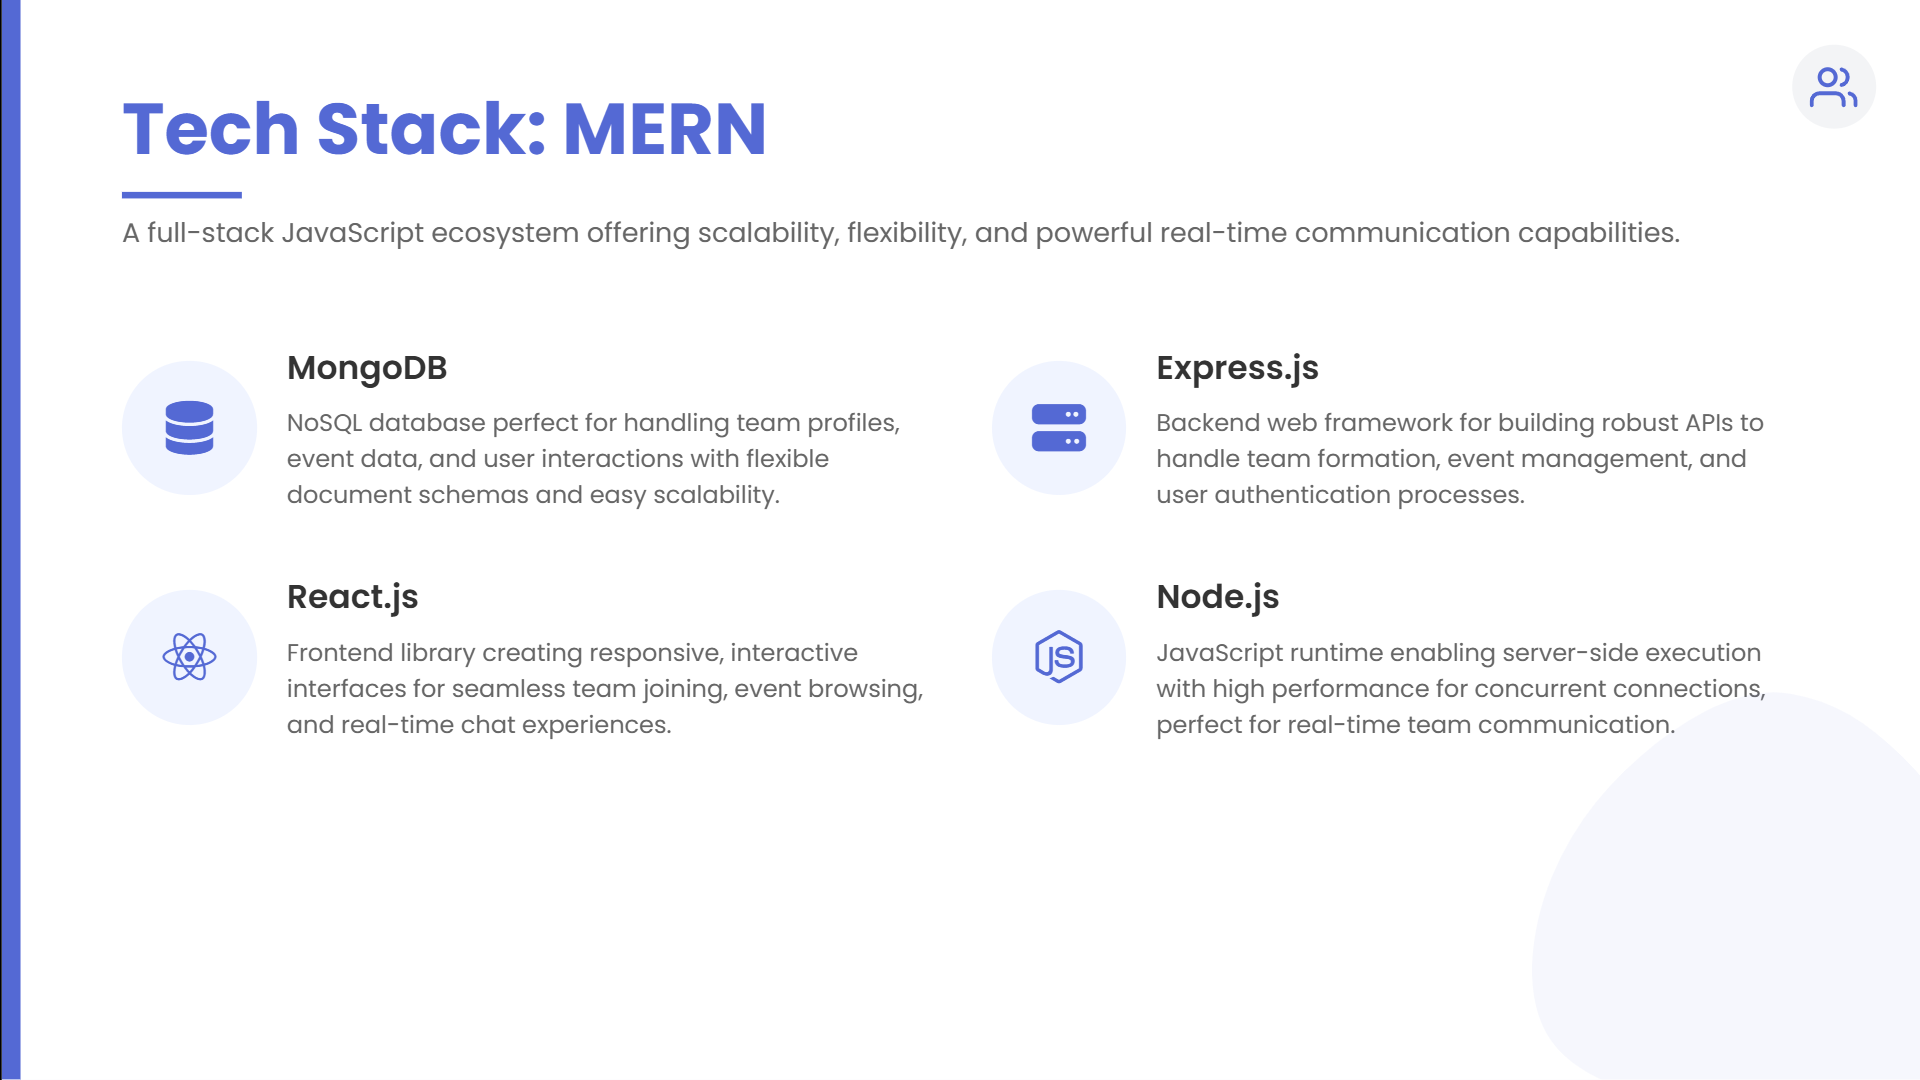 Tech Stack: MERN
A full-stack JavaScript ecosystem offering scalability, flexibility, and powerful real-time communication capabilities.
MongoDB
NoSQL database perfect for handling team profiles,
event data, and user interactions with flexible
document schemas and easy scalability.
Express.js
Backend web framework for building robust APIs to
handle team formation, event management, and
user authentication processes.
React.js
Frontend library creating responsive, interactive
interfaces for seamless team joining, event browsing,
and real-time chat experiences.
JS
Node.js
JavaScript runtime enabling server-side execution
with high performance for concurrent connections,
perfect for real-time team communication.